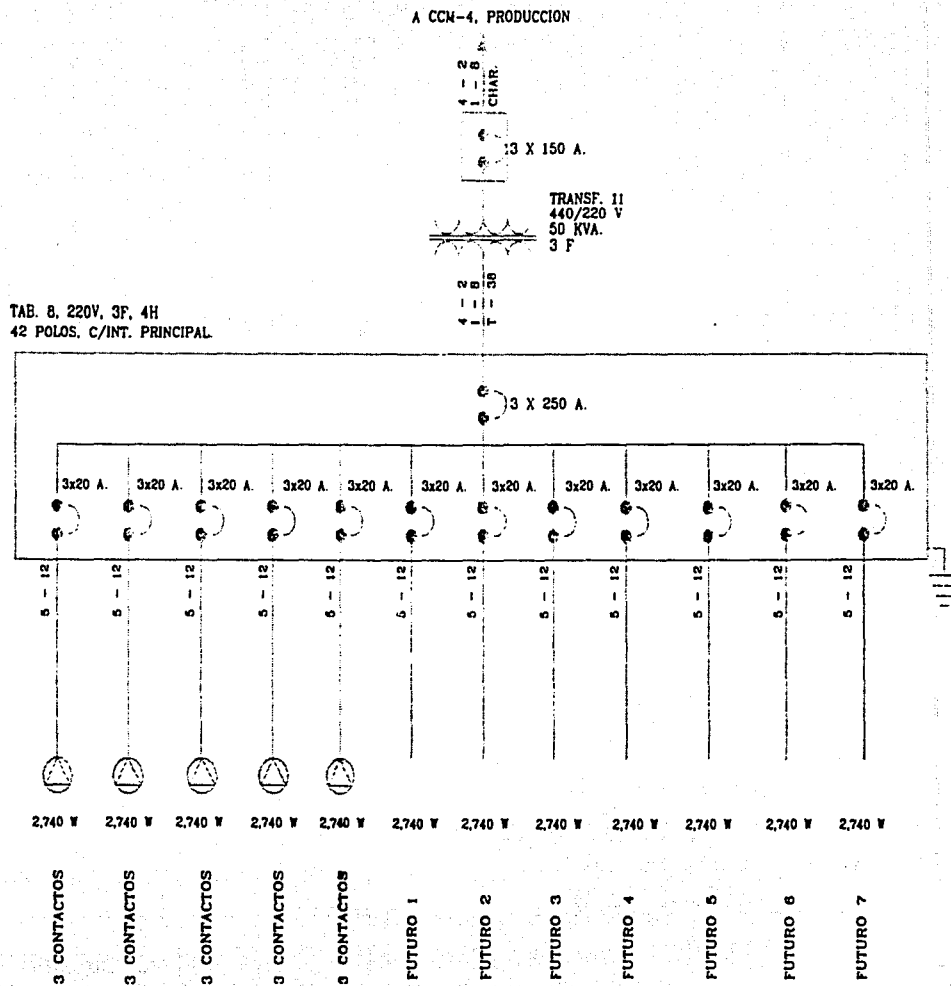 A CCM-4, PRODUCCION
4 - 2
1 - 8
CHAR.
3 X 150 A.
TRANSF. 11
440/220 V
50 KVA.
3 F
4 - 2
1 - 8
T - 38
TAB. 8, 220V, 3F, 4H
42 POLOS, C/INT. PRINCIPAL.
3 X 250 A.
3x20 A. 3x20 A. 3x20 A. 3x20 A. 3x20 A. 3x20 A. 3x20 A. 3x20 A. 3x20 A. 3x20 A. 3x20 A. 3x20 A.
5 - 12 5 - 12 5 - 12 5 - 12 5 - 12 5 - 12 5 - 12 5 - 12 5 - 12 5 - 12 5 - 12 5 - 12
2,740 W 2,740 W 2,740 W 2,740 W 2,740 W 2,740 W 2,740 W 2,740 W 2,740 W 2,740 W 2,740 W 2,740 W
3 CONTACTOS
3 CONTACTOS
3 CONTACTOS
3 CONTACTOS
3 CONTACTOS
FUTURO 1
FUTURO 2
FUTURO 3
FUTURO 4
FUTURO 5
FUTURO 6
FUTURO 7